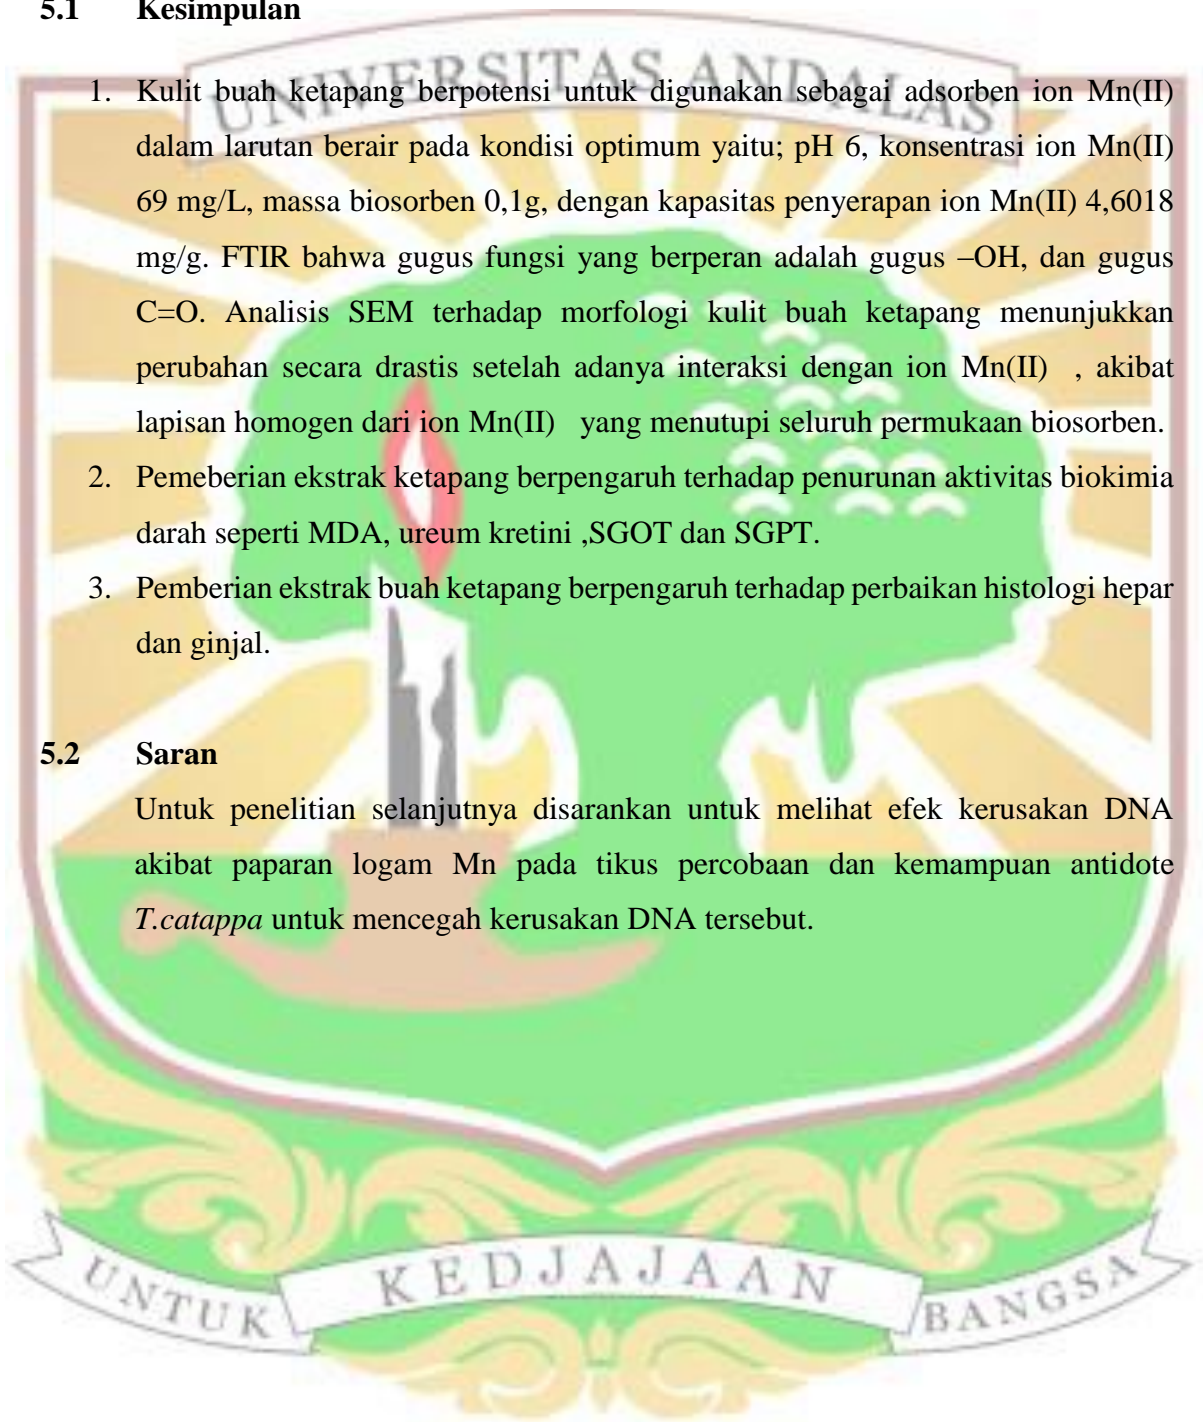 5.1 Kesimpulan
UNIVERSITAS ANDALAS
1. Kulit buah ketapang berpotensi untuk digunakan sebagai adsorben ion Mn(II)
dalam larutan berair pada kondisi optimum yaitu; pH 6, konsentrasi ion Mn(II)
69 mg/L, massa biosorben 0,1g, dengan kapasitas penyerapan ion Mn(II) 4,6018
mg/g. FTIR bahwa gugus fungsi yang berperan adalah gugus –OH, dan gugus
C=O. Analisis SEM terhadap morfologi kulit buah ketapang menunjukkan
perubahan secara drastis setelah adanya interaksi dengan ion Mn(II) , akibat
lapisan homogen dari ion Mn(II) yang menutupi seluruh permukaan biosorben.
2. Pemeberian ekstrak ketapang berpengaruh terhadap penurunan aktivitas biokimia
darah seperti MDA, ureum kretini ,SGOT dan SGPT.
3. Pemberian ekstrak buah ketapang berpengaruh terhadap perbaikan histologi hepar
dan ginjal.
5.2 Saran
Untuk penelitian selanjutnya disarankan untuk melihat efek kerusakan DNA
akibat paparan logam Mn pada tikus percobaan dan kemampuan antidote
T.catappa untuk mencegah kerusakan DNA tersebut.
UNTUK KEDJAJAAN BANGSA